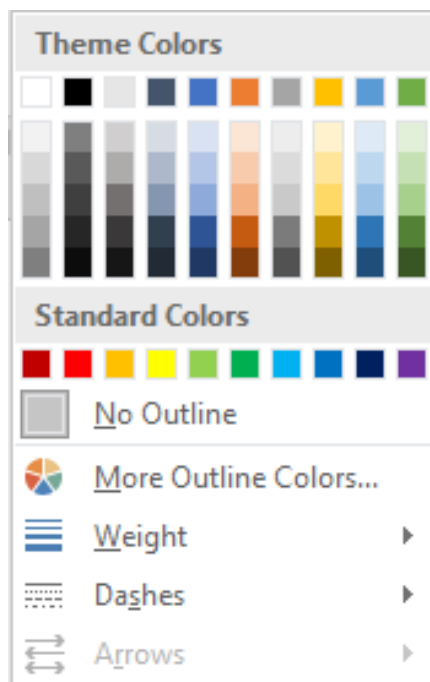 Theme Colors
Standard Colors
No Outline
More Outline Colors...
Weight
Dashes
Arrows